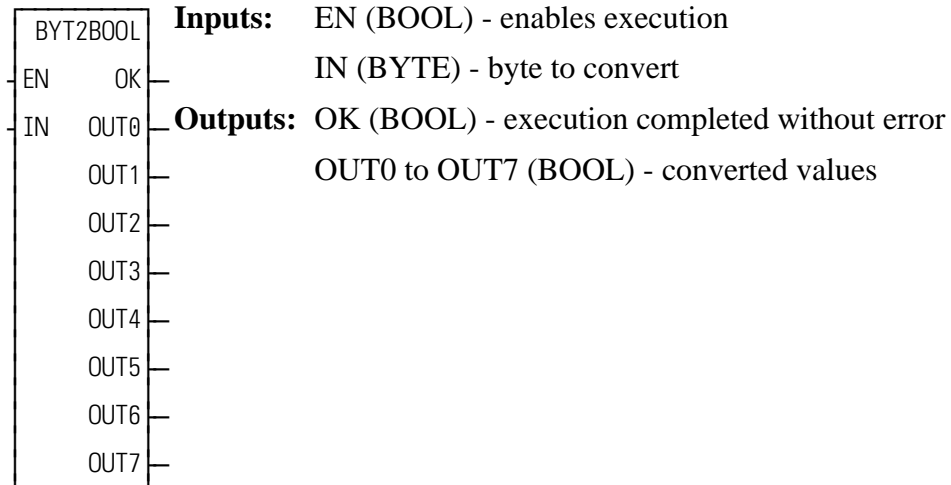 BYT2BOOL
EN OK
IN OUT0
OUT1
OUT2
OUT3
OUT4
OUT5
OUT6
OUT7
Inputs: EN (BOOL) - enables execution
IN (BYTE) - byte to convert
Outputs: OK (BOOL) - execution completed without error
OUT0 to OUT7 (BOOL) - converted values